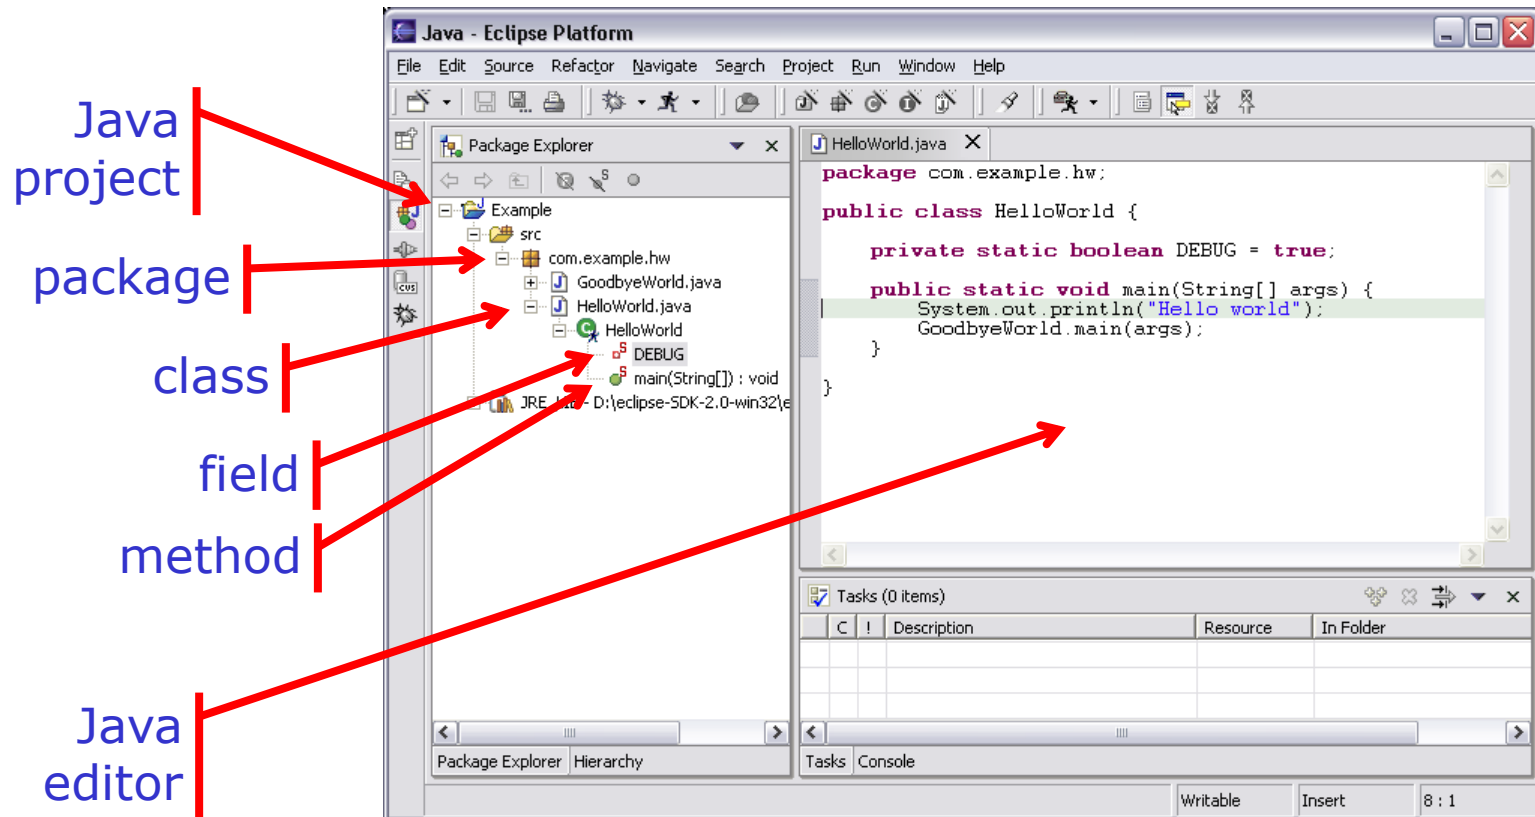 Java
project
package
class
field
method
Java
editor
Java - Eclipse Platform
File Edit Source Refactor Navigate Search Project Run Window Help
Package Explorer
Example
src
com.example.hw
GoodbyeWorld.java
HelloWorld.java
HelloWorld
DEBUG
main(String[]) : void
JRE_LIB - D:\eclipse-SDK-2.0-win32\e
Package Explorer Hierarchy
HelloWorld.java
package com.example.hw;
public class HelloWorld {
private static boolean DEBUG = true;
public static void main(String[] args) {
System.out.println("Hello world");
GoodbyeWorld.main(args);
}
}
Tasks (0 items)
C ! Description Resource In Folder
Tasks Console
Writable Insert 8 : 1